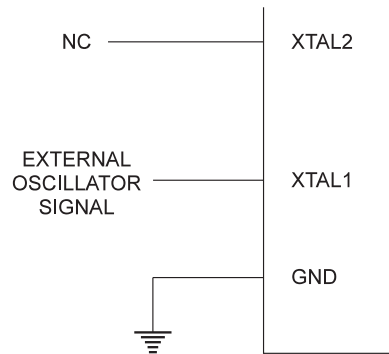 NC
XTAL2
EXTERNAL
OSCILLATOR
SIGNAL
XTAL1
GND